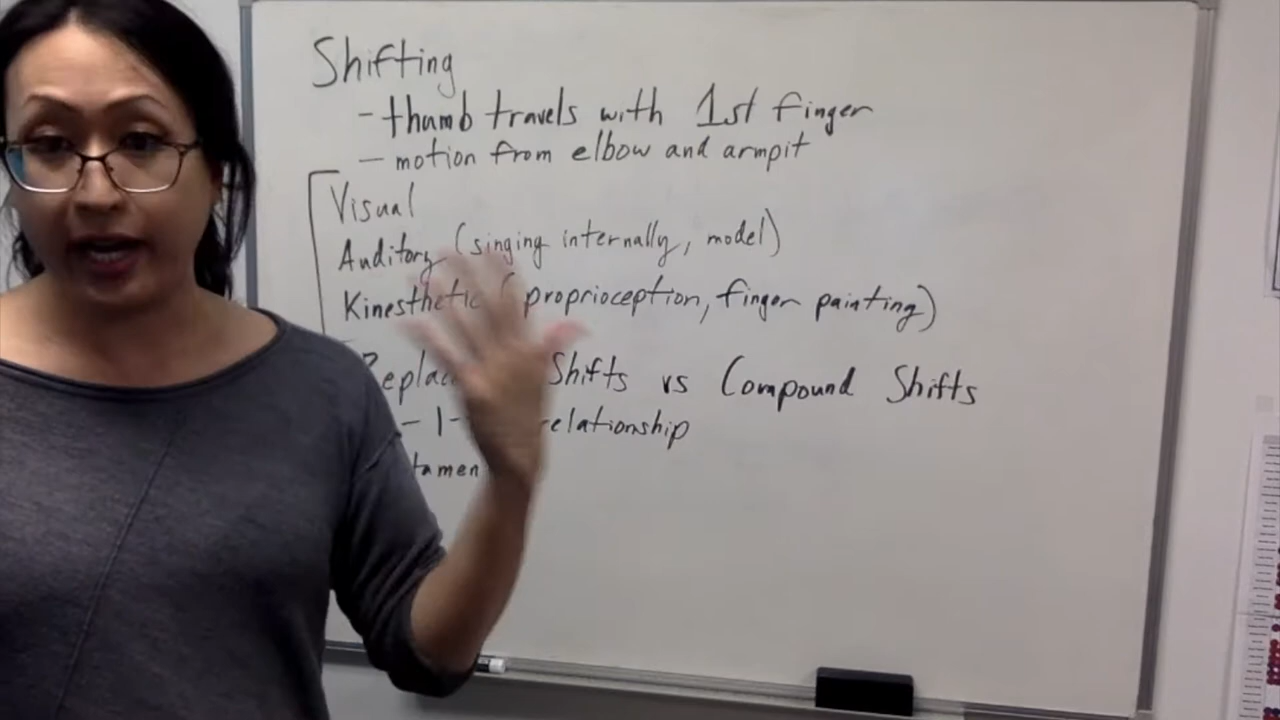 Shifting
- thumb travels with 1st finger
- motion from elbow and armpit
Visual
Auditory (singing internally, model)
Kinesthetic (proprioception, finger painting)
Shifts vs Compound Shifts
- 1-